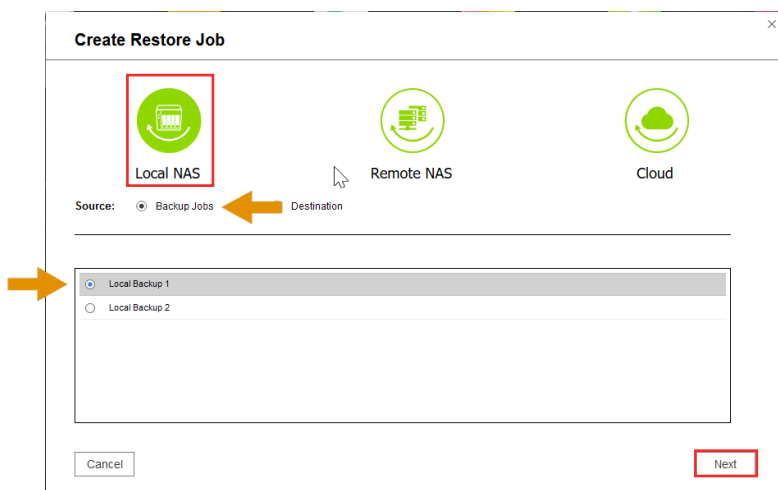 Create Restore Job
Local NAS
Remote NAS
Cloud
Source: Backup Jobs Destination
Local Backup 1
Local Backup 2
Cancel
Next